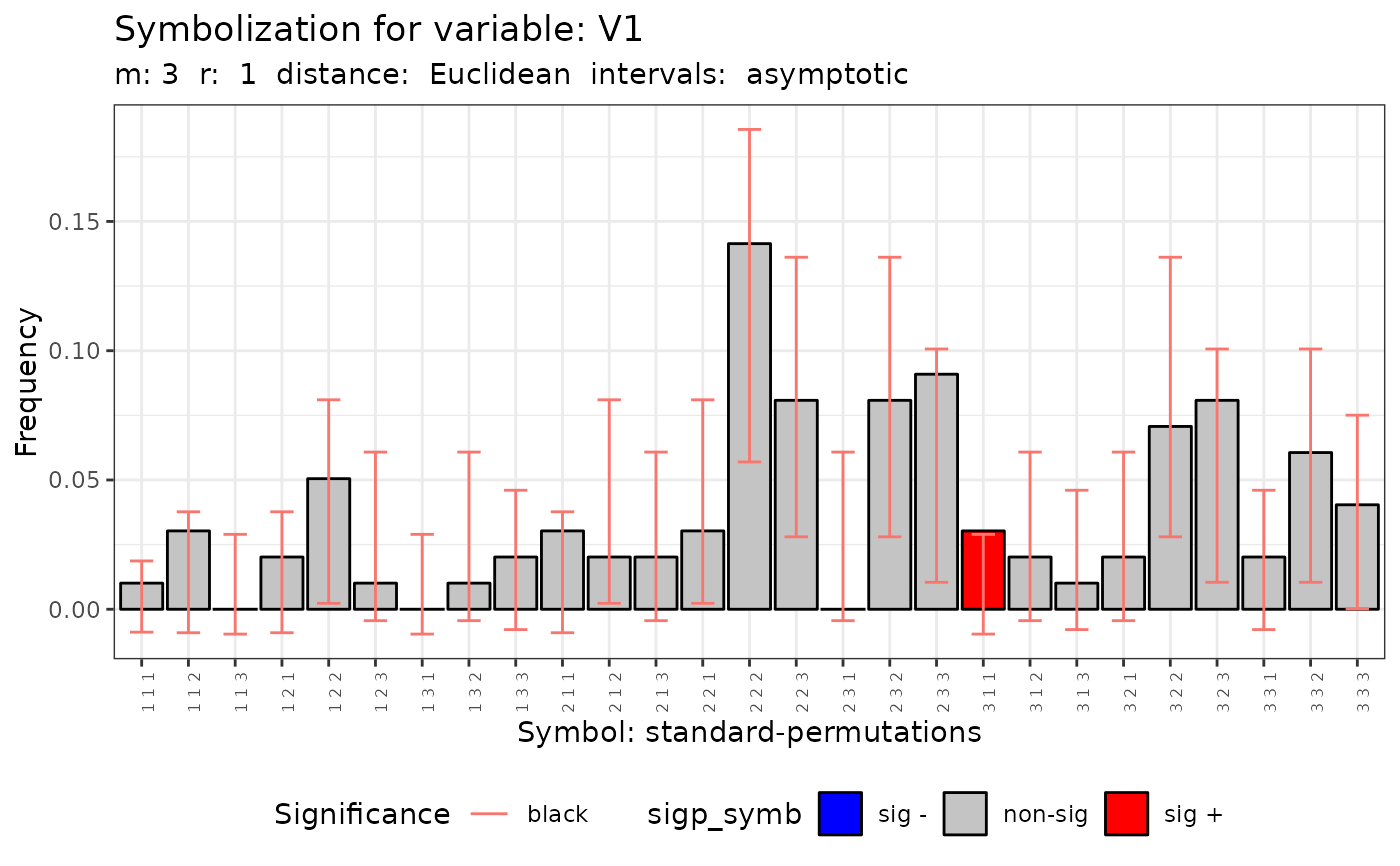 Symbolization for variable: V1
m: 3  r:  1  distance:  Euclidean  intervals:  asymptotic
Frequency
0.15
0.10
0.05
0.00
1 1 1
1 1 2
1 1 3
1 2 1
1 2 2
1 2 3
1 3 1
1 3 2
1 3 3
2 1 1
2 1 2
2 1 3
2 2 1
2 2 2
2 2 3
2 3 1
2 3 2
2 3 3
3 1 1
3 1 2
3 1 3
3 2 1
3 2 2
3 2 3
3 3 1
3 3 2
3 3 3
Symbol: standard-permutations
Significance black sigp_symb sig - non-sig sig +